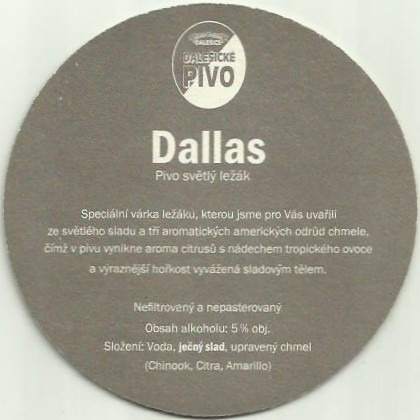 DALEŠICE
DALEŠICKÉ
PIVO
Dallas
Pivo světlý ležák
Speciální várka ležáku, kterou jsme pro Vás uvařili
ze světlého sladu a tří aromatických amerických odrůd chmele,
čímž v pivu vynikne aroma citrusů s nádechem tropického ovoce
a výraznější hořkost vyvážená sladovým tělem.
Nefiltrovený a nepasterovaný
Obsah alkoholu: 5 % obj.
Složení: Voda, ječný slad, upravený chmel
(Chinook, Citra, Amarillo)